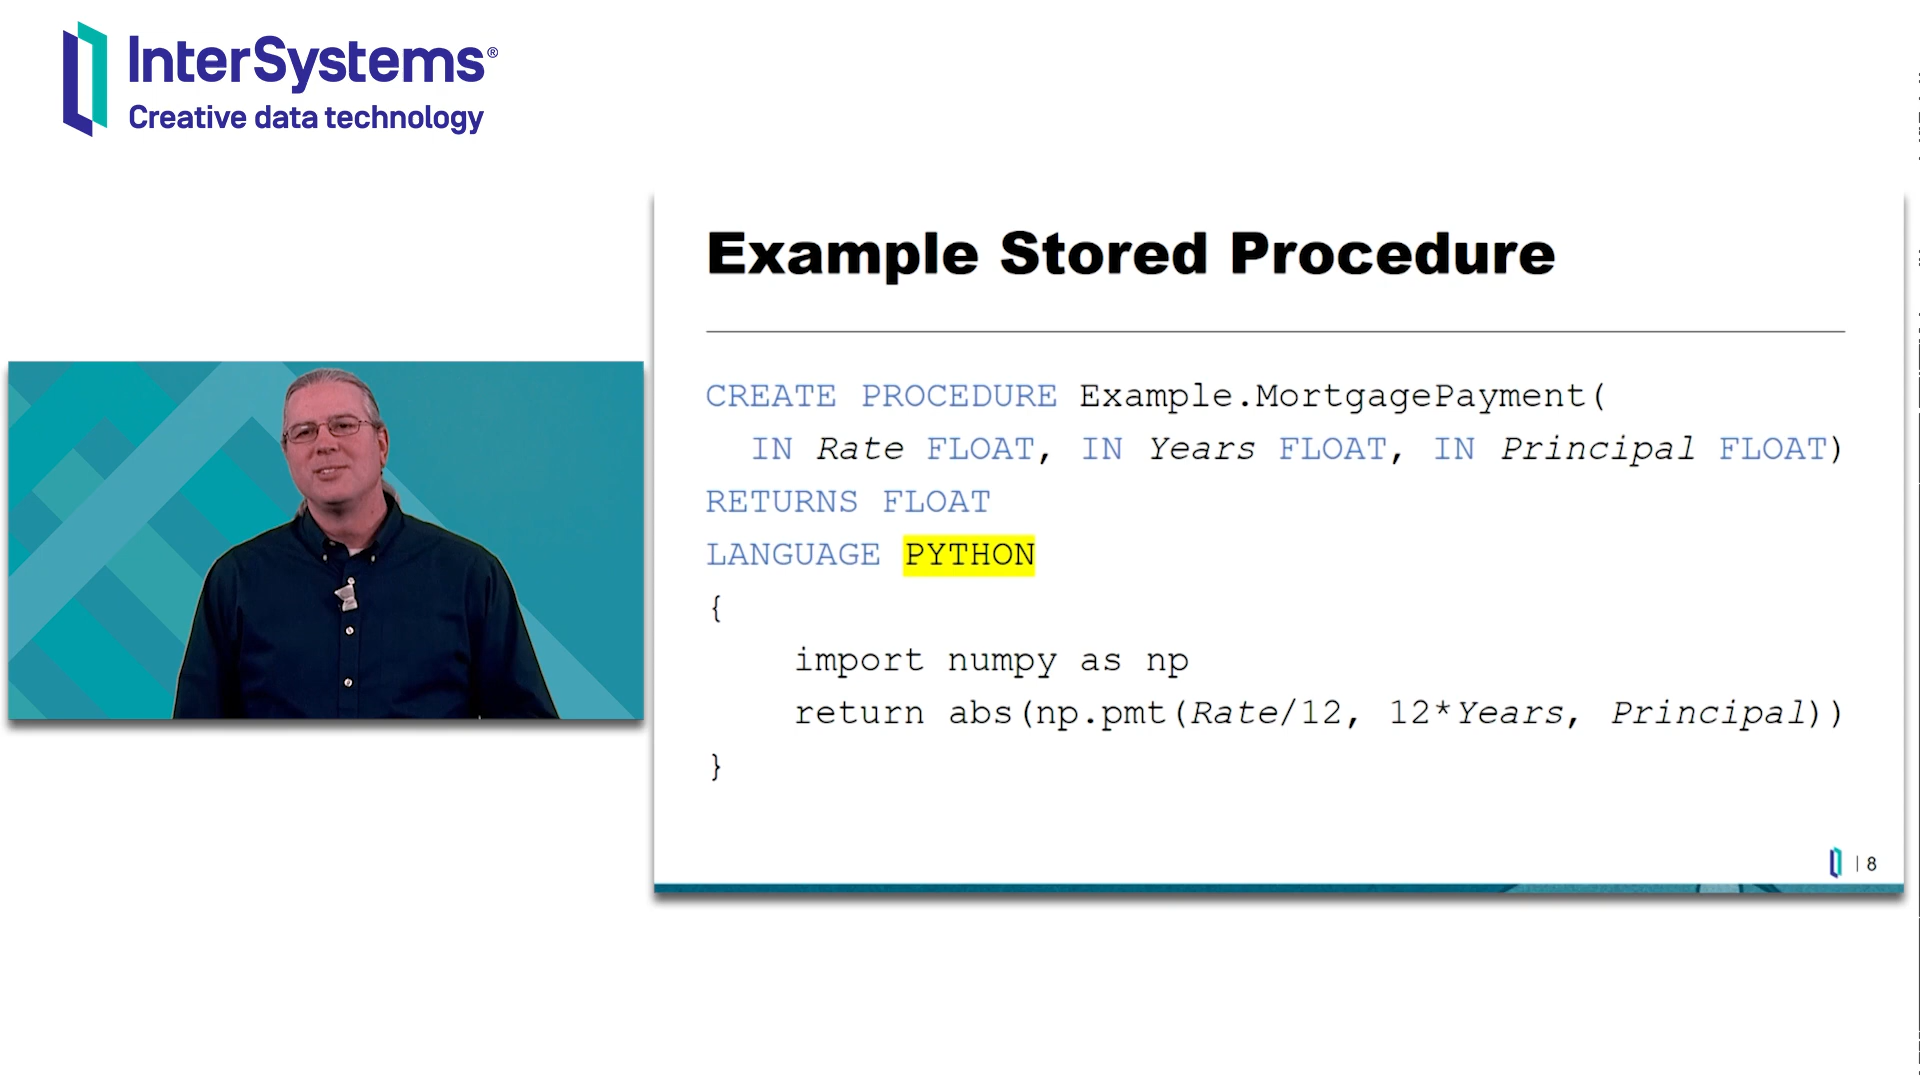 InterSystems®
Creative data technology
Example Stored Procedure
CREATE PROCEDURE Example.MortgagePayment(
IN Rate FLOAT, IN Years FLOAT, IN Principal FLOAT)
RETURNS FLOAT
LANGUAGE PYTHON
{
import numpy as np
return abs(np.pmt(Rate/12, 12*Years, Principal))
}
| 8